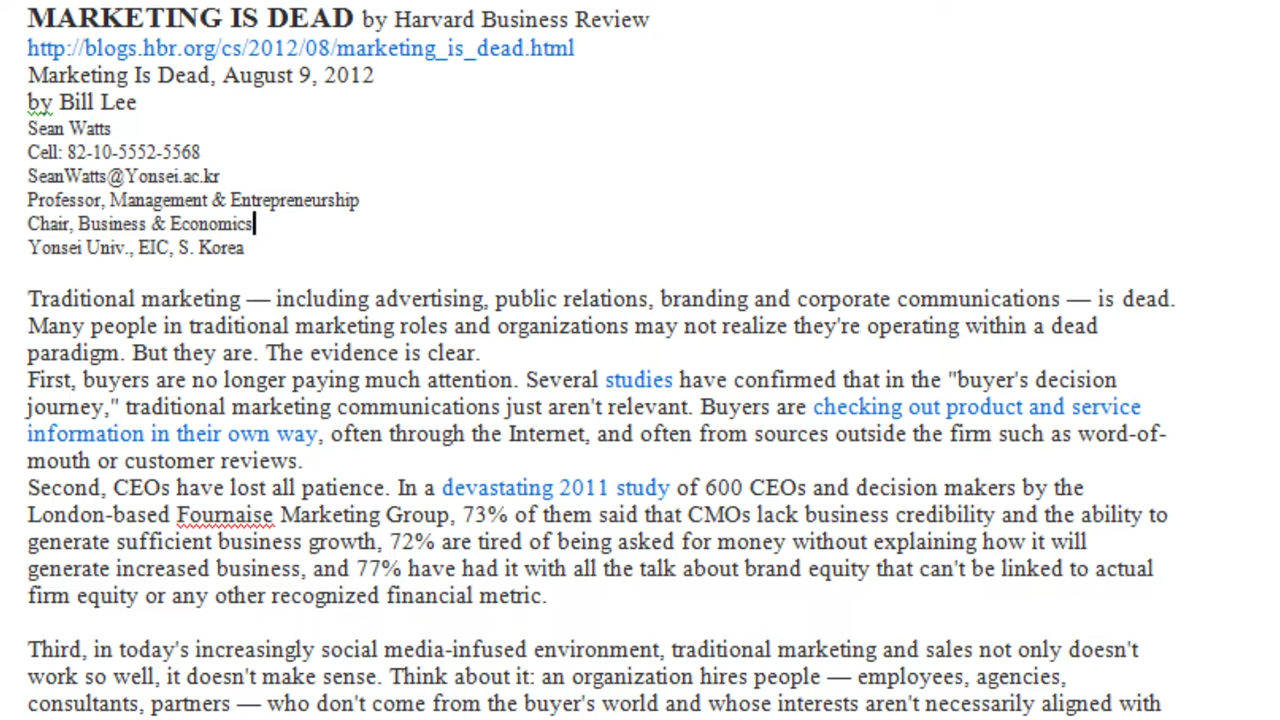 MARKETING IS DEAD by Harvard Business Review
http://blogs.hbr.org/cs/2012/08/marketing_is_dead.html
Marketing Is Dead, August 9, 2012
by Bill Lee
Sean Watts
Cell: 82-10-5552-5568
SeanWatts@Yonsei.ac.kr
Professor, Management & Entrepreneurship
Chair, Business & Economics
Yonsei Univ., EIC, S. Korea
Traditional marketing — including advertising, public relations, branding and corporate communications — is dead.
Many people in traditional marketing roles and organizations may not realize they're operating within a dead
paradigm. But they are. The evidence is clear.
First, buyers are no longer paying much attention. Several studies have confirmed that in the "buyer's decision
journey," traditional marketing communications just aren't relevant. Buyers are checking out product and service
information in their own way, often through the Internet, and often from sources outside the firm such as word-of-
mouth or customer reviews.
Second, CEOs have lost all patience. In a devastating 2011 study of 600 CEOs and decision makers by the
London-based Fournaise Marketing Group, 73% of them said that CMOs lack business credibility and the ability to
generate sufficient business growth, 72% are tired of being asked for money without explaining how it will
generate increased business, and 77% have had it with all the talk about brand equity that can't be linked to actual
firm equity or any other recognized financial metric.
Third, in today's increasingly social media-infused environment, traditional marketing and sales not only doesn't
work so well, it doesn't make sense. Think about it: an organization hires people — employees, agencies,
consultants, partners — who don't come from the buyer's world and whose interests aren't necessarily aligned with